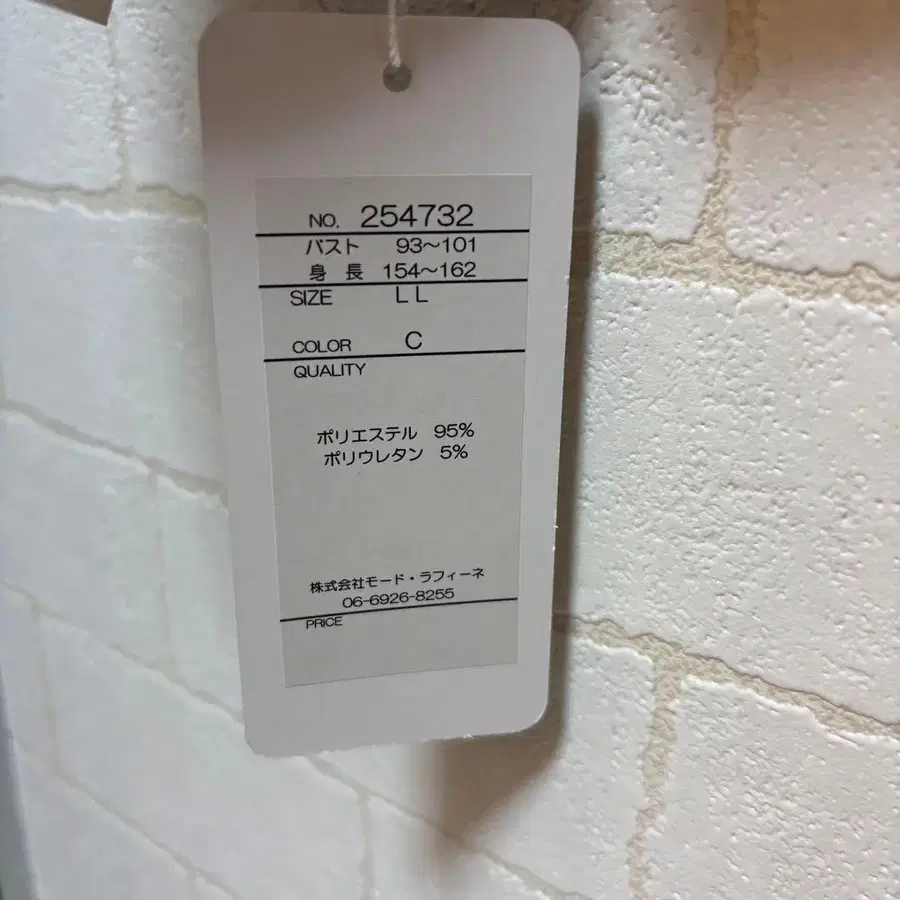 NO. 254732
バスト 93～101
身 長 154～162
SIZE LL
COLOR C
QUALITY
ポリエステル 95%
ポリウレタン 5%
株式会社モード・ラフィーネ
06-6926-8255
PRICE